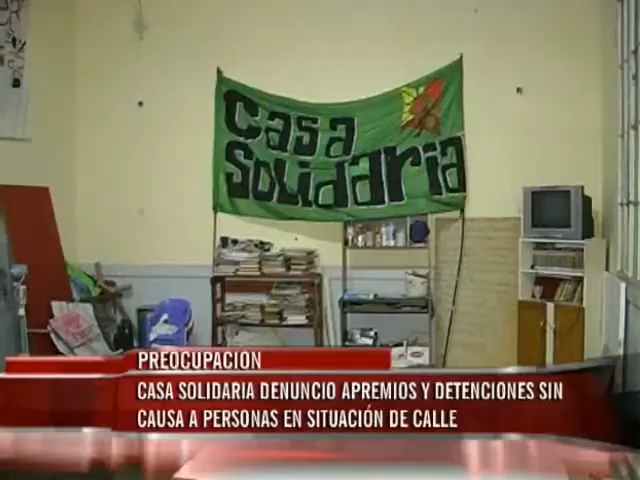 Casa
Solidaria
PREOCUPACION
CASA SOLIDARIA DENUNCIO APREMIOS Y DETENCIONES SIN
CAUSA A PERSONAS EN SITUACIÓN DE CALLE